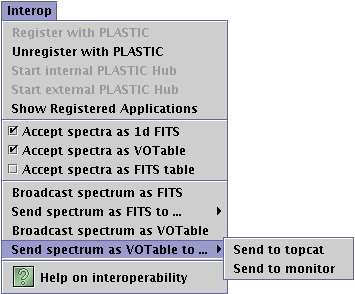 Interop
Register with PLASTIC
Unregister with PLASTIC
Start internal PLASTIC Hub
Start external PLASTIC Hub
Show Registered Applications
Accept spectra as 1d FITS
Accept spectra as VOTable
Accept spectra as FITS table
Broadcast spectrum as FITS
Send spectrum as FITS to ...
Broadcast spectrum as VOTable
Send spectrum as VOTable to ...
Send to topcat
Send to monitor
? Help on interoperability